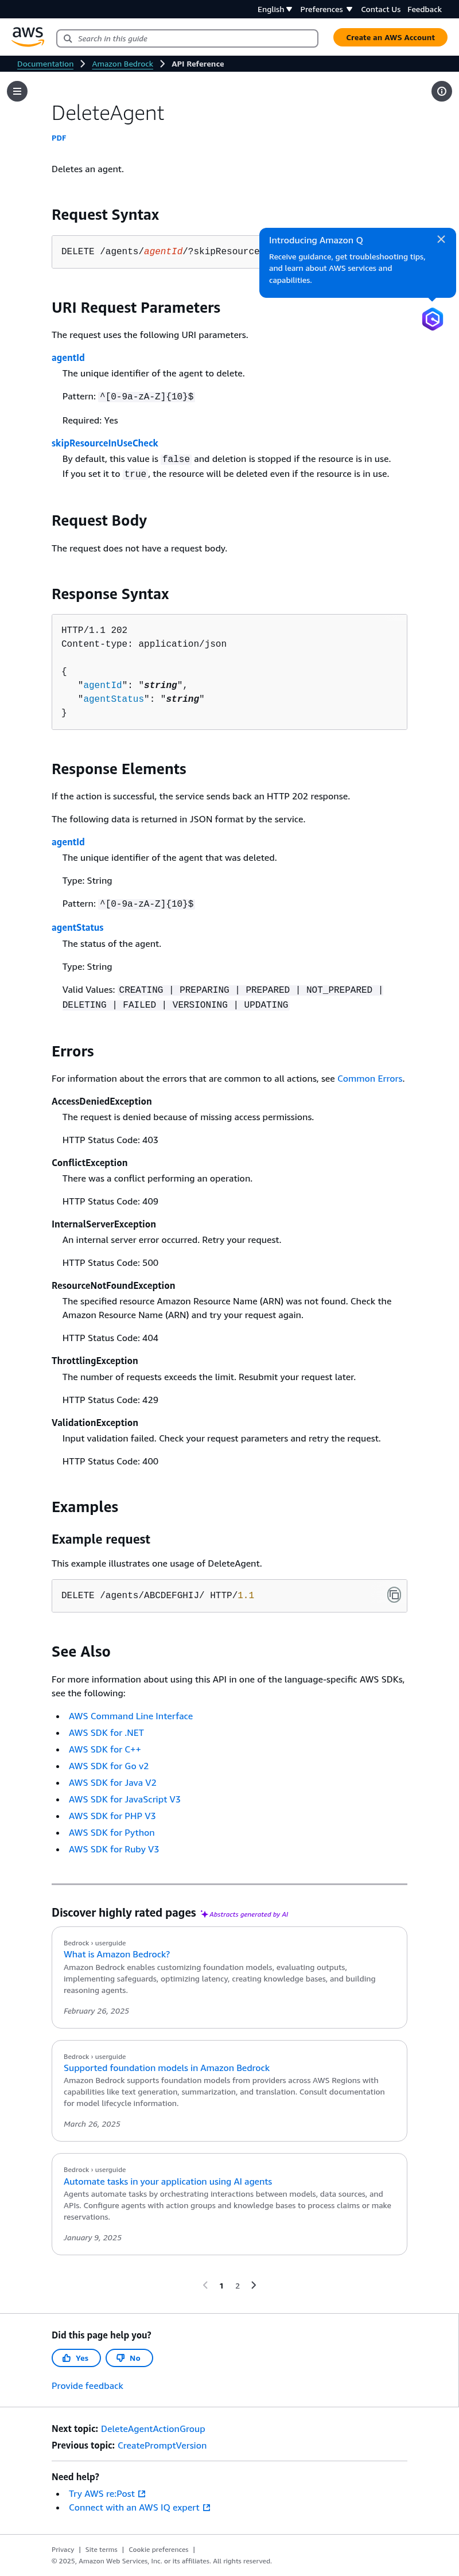 English Preferences Contact Us Feedback
aws
Search in this guide
Create an AWS Account
Documentation Amazon Bedrock API Reference
DeleteAgent
PDF
Deletes an agent.
Request Syntax
DELETE /agents/agentId/?skipResource
Introducing Amazon Q
Receive guidance, get troubleshooting tips,
and learn about AWS services and
capabilities.
URI Request Parameters
The request uses the following URI parameters.
agentId
The unique identifier of the agent to delete.
Pattern: ^[0-9a-zA-Z]{10}$
Required: Yes
skipResourceInUseCheck
By default, this value is false and deletion is stopped if the resource is in use.
If you set it to true, the resource will be deleted even if the resource is in use.
Request Body
The request does not have a request body.
Response Syntax
HTTP/1.1 202
Content-type: application/json
{
"agentId": "string",
"agentStatus": "string"
}
Response Elements
If the action is successful, the service sends back an HTTP 202 response.
The following data is returned in JSON format by the service.
agentId
The unique identifier of the agent that was deleted.
Type: String
Pattern: ^[0-9a-zA-Z]{10}$
agentStatus
The status of the agent.
Type: String
Valid Values: CREATING | PREPARING | PREPARED | NOT_PREPARED |
DELETING | FAILED | VERSIONING | UPDATING
Errors
For information about the errors that are common to all actions, see Common Errors.
AccessDeniedException
The request is denied because of missing access permissions.
HTTP Status Code: 403
ConflictException
There was a conflict performing an operation.
HTTP Status Code: 409
InternalServerException
An internal server error occurred. Retry your request.
HTTP Status Code: 500
ResourceNotFoundException
The specified resource Amazon Resource Name (ARN) was not found. Check the
Amazon Resource Name (ARN) and try your request again.
HTTP Status Code: 404
ThrottlingException
The number of requests exceeds the limit. Resubmit your request later.
HTTP Status Code: 429
ValidationException
Input validation failed. Check your request parameters and retry the request.
HTTP Status Code: 400
Examples
Example request
This example illustrates one usage of DeleteAgent.
DELETE /agents/ABCDEFGHIJ/ HTTP/1.1
See Also
For more information about using this API in one of the language-specific AWS SDKs,
see the following:
• AWS Command Line Interface
• AWS SDK for .NET
• AWS SDK for C++
• AWS SDK for Go v2
• AWS SDK for Java V2
• AWS SDK for JavaScript V3
• AWS SDK for PHP V3
• AWS SDK for Python
• AWS SDK for Ruby V3
Discover highly rated pages Abstracts generated by AI
Bedrock › userguide
What is Amazon Bedrock?
Amazon Bedrock enables customizing foundation models, evaluating outputs,
implementing safeguards, optimizing latency, creating knowledge bases, and building
reasoning agents.
February 26, 2025
Bedrock › userguide
Supported foundation models in Amazon Bedrock
Amazon Bedrock supports foundation models from providers across AWS Regions with
capabilities like text generation, summarization, and translation. Consult documentation
for model lifecycle information.
March 26, 2025
Bedrock › userguide
Automate tasks in your application using AI agents
Agents automate tasks by orchestrating interactions between models, data sources, and
APIs. Configure agents with action groups and knowledge bases to process claims or make
reservations.
January 9, 2025
1 2
Did this page help you?
Yes No
Provide feedback
Next topic: DeleteAgentActionGroup
Previous topic: CreatePromptVersion
Need help?
• Try AWS re:Post
• Connect with an AWS IQ expert
Privacy | Site terms | Cookie preferences |
© 2025, Amazon Web Services, Inc. or its affiliates. All rights reserved.